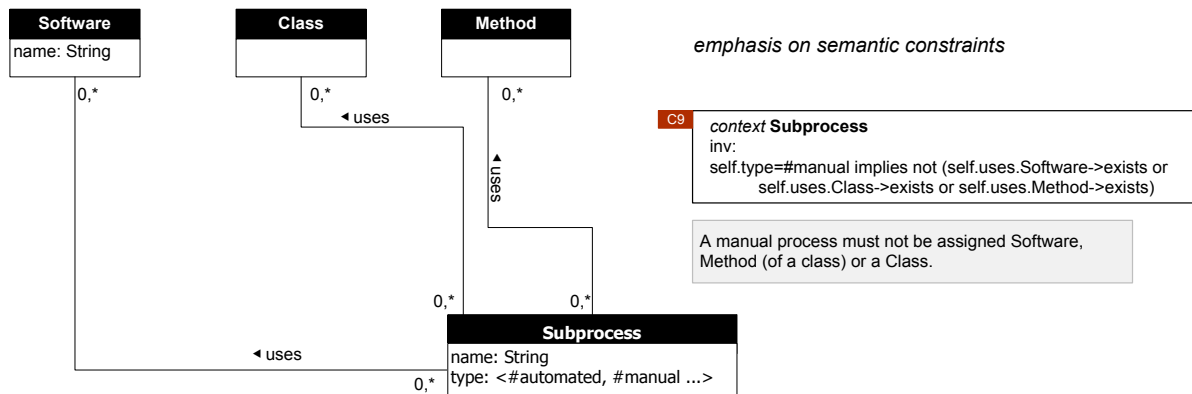 Software
name: String
Class
Method
emphasis on semantic constraints
0,*
0,*
0,*
◄ uses
◄ uses
C9
context Subprocess
inv:
self.type=#manual implies not (self.uses.Software->exists or
self.uses.Class->exists or self.uses.Method->exists)
A manual process must not be assigned Software,
Method (of a class) or a Class.
0,*
0,*
◄ uses
0,*
Subprocess
name: String
type: <#automated, #manual ...>